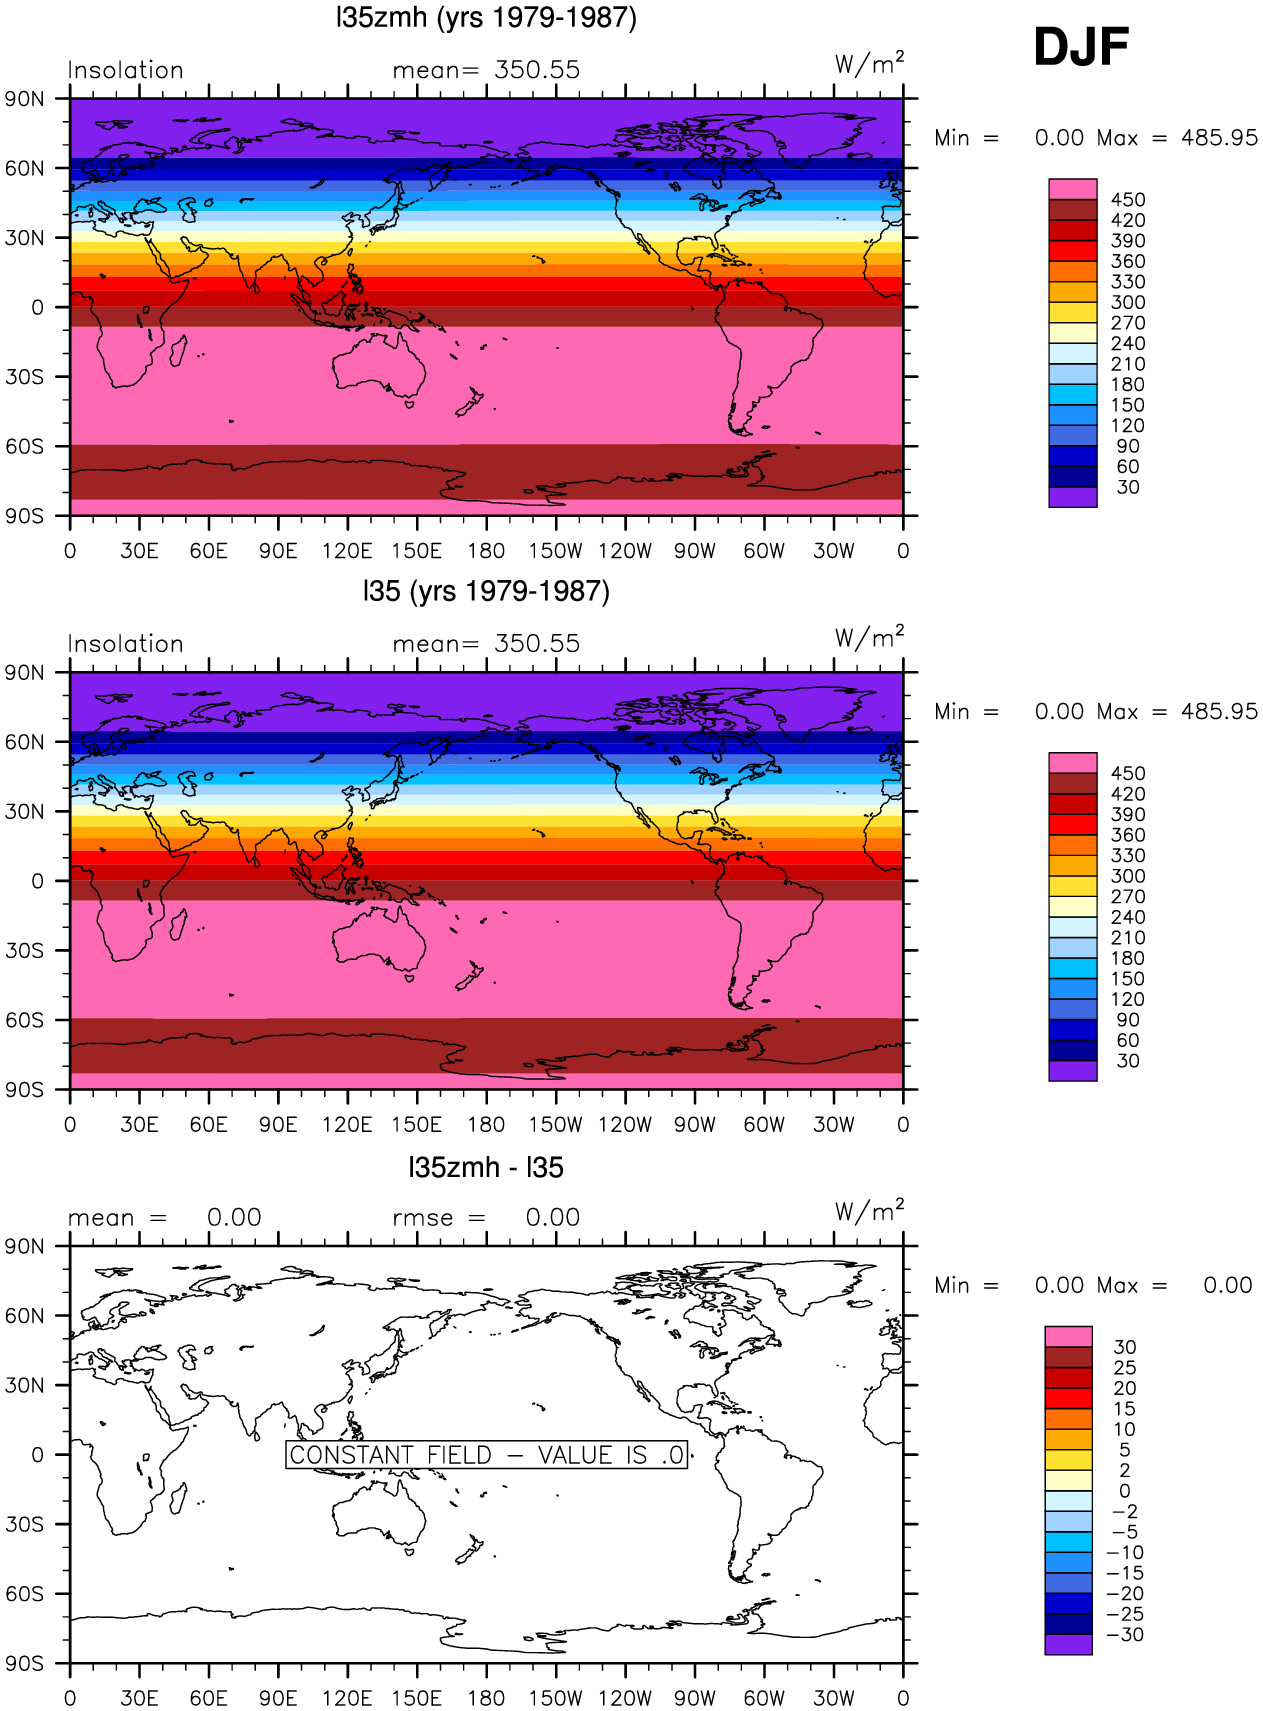 l35zmh (yrs 1979-1987)
DJF
Insolation mean= 350.55 W/m²
Min = 0.00 Max = 485.95
90N
60N
30N
0
30S
60S
90S
0 30E 60E 90E 120E 150E 180 150W 120W 90W 60W 30W 0
450
420
390
360
330
300
270
240
210
180
150
120
90
60
30
l35 (yrs 1979-1987)
Insolation mean= 350.55 W/m²
Min = 0.00 Max = 485.95
90N
60N
30N
0
30S
60S
90S
0 30E 60E 90E 120E 150E 180 150W 120W 90W 60W 30W 0
450
420
390
360
330
300
270
240
210
180
150
120
90
60
30
l35zmh - l35
mean = 0.00 rmse = 0.00 W/m²
Min = 0.00 Max = 0.00
90N
60N
30N
0
30S
60S
90S
CONSTANT FIELD - VALUE IS .0
0 30E 60E 90E 120E 150E 180 150W 120W 90W 60W 30W 0
30
25
20
15
10
5
2
0
-2
-5
-10
-15
-20
-25
-30